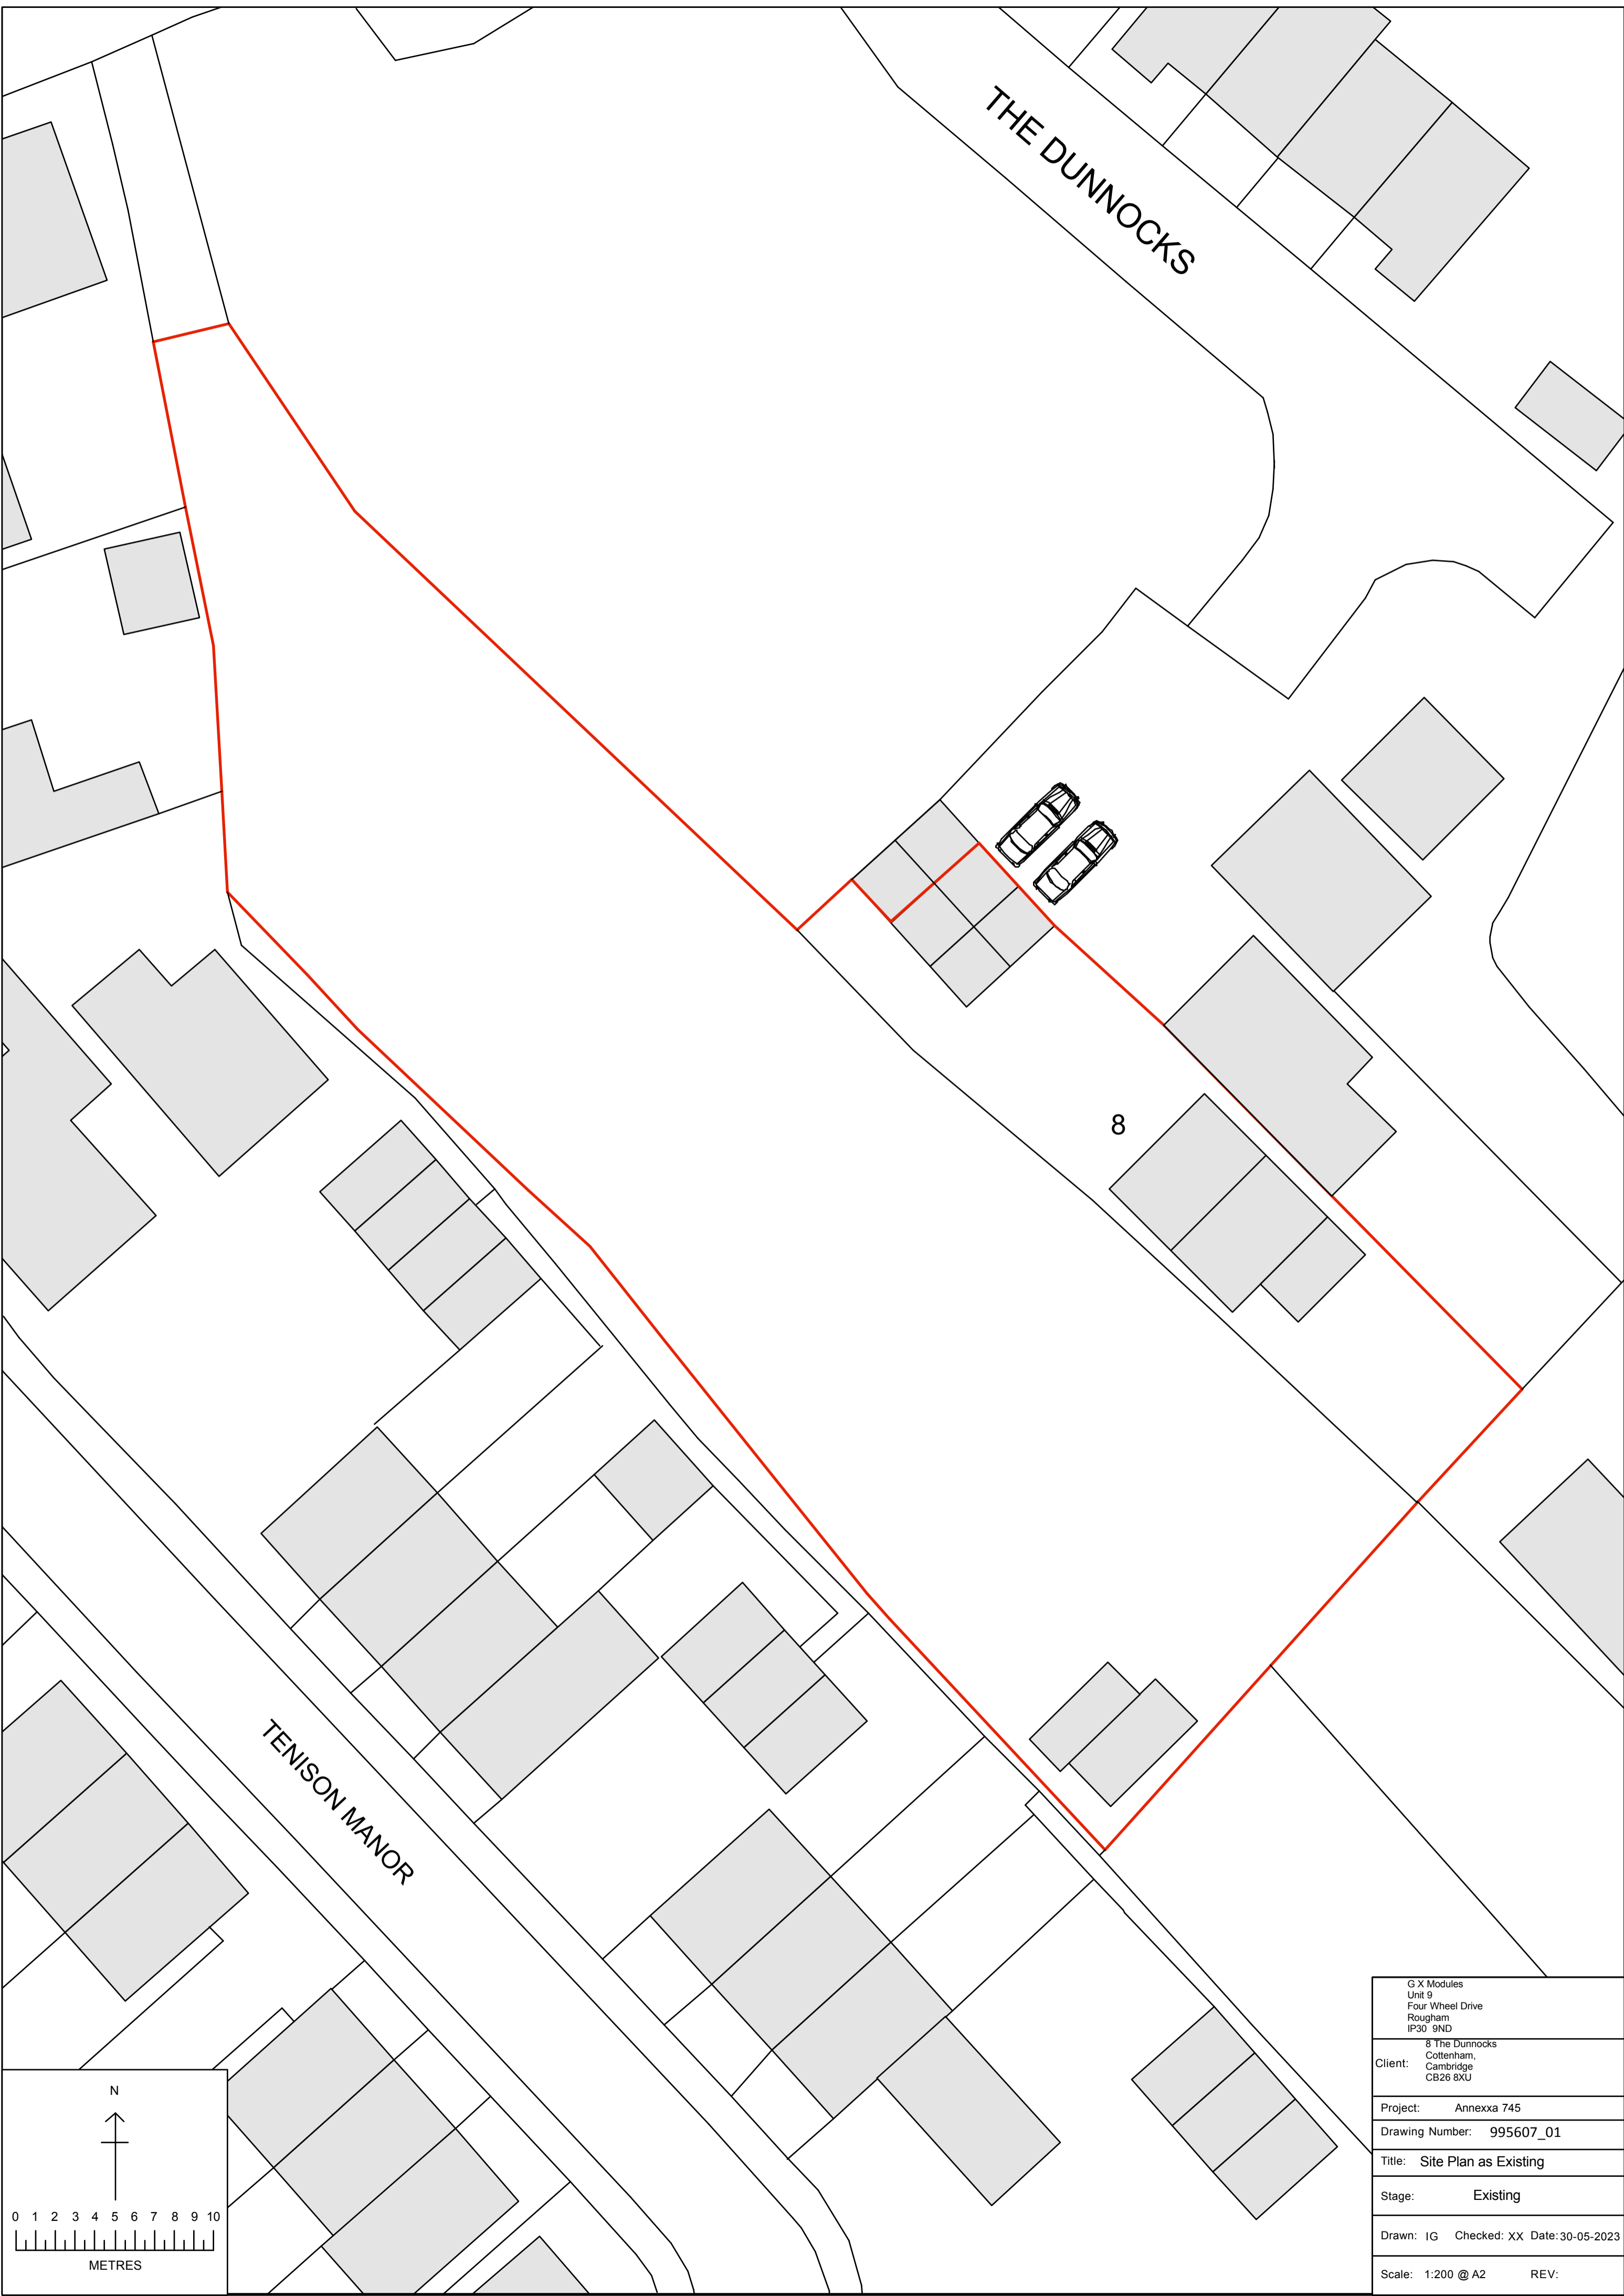 THE DUNNOCKS
8
TENISON MANOR
N
0 1 2 3 4 5 6 7 8 9 10
METRES
G X Modules
Unit 9
Four Wheel Drive
Rougham
IP30 9ND
Client: 8 The Dunnocks
Cottenham,
Cambridge
CB26 8XU
Project: Annexxa 745
Drawing Number: 995607_01
Title: Site Plan as Existing
Stage: Existing
Drawn: IG Checked: XX Date: 30-05-2023
Scale: 1:200 @ A2 REV: